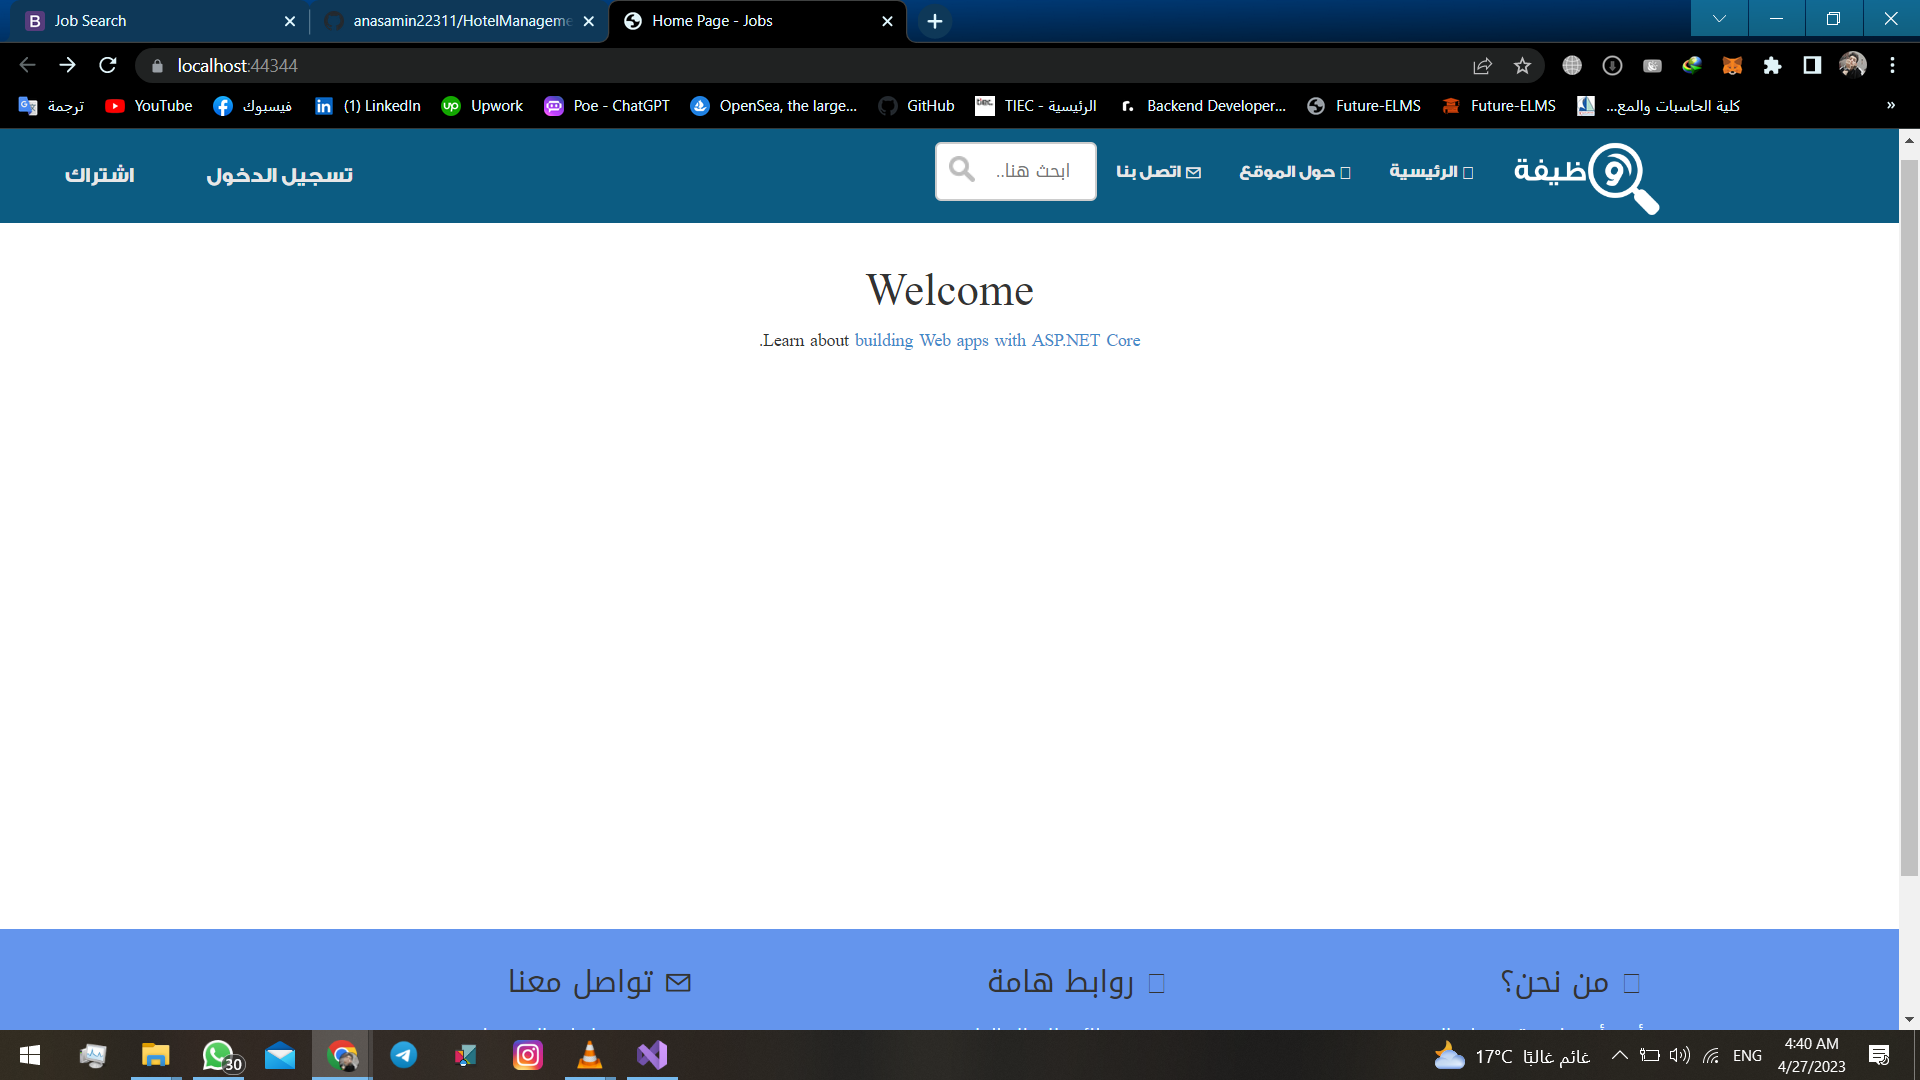 Job Search
anasamin22311/HotelManageme
Home Page - Jobs
localhost:44344
ترجمة
YouTube
فيسبوك
(1) LinkedIn
Upwork
Poe - ChatGPT
OpenSea, the large...
GitHub
TIEC - الرئيسية
Backend Developer...
Future-ELMS
Future-ELMS
كلية الحاسبات والمع...
وظيفة
الرئيسية
حول الموقع
اتصل بنا
ابحث هنا..
تسجيل الدخول
اشتراك
Welcome
.Learn about building Web apps with ASP.NET Core
من نحن؟
روابط هامة
تواصل معنا
30
17°C غائم غالبًا
ENG
4:40 AM
4/27/2023